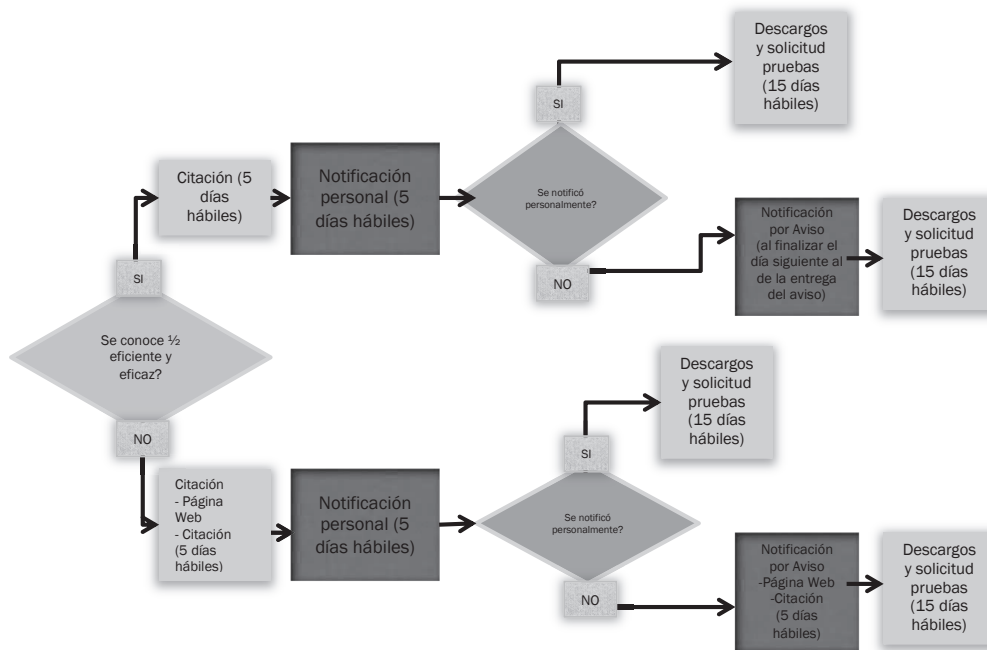 Descargos
y solicitud
pruebas
(15 días
hábiles)
SI
Citación (5
días
hábiles)
Notificación
personal (5
días hábiles)
Se notificó
personalmente?
NO
Notificación
por Aviso
(al finalizar el
día siguiente al
de la entrega
del aviso)
Descargos
y solicitud
pruebas
(15 días
hábiles)
SI
Se conoce ½
eficiente y
eficaz?
NO
Descargos
y solicitud
pruebas
(15 días
hábiles)
SI
Citación
- Página
Web
- Citación
(5 días
hábiles)
Notificación
personal (5
días hábiles)
Se notificó
personalmente?
NO
Notificación
por Aviso
-Página Web
-Citación
(5 días
hábiles)
Descargos
y solicitud
pruebas
(15 días
hábiles)